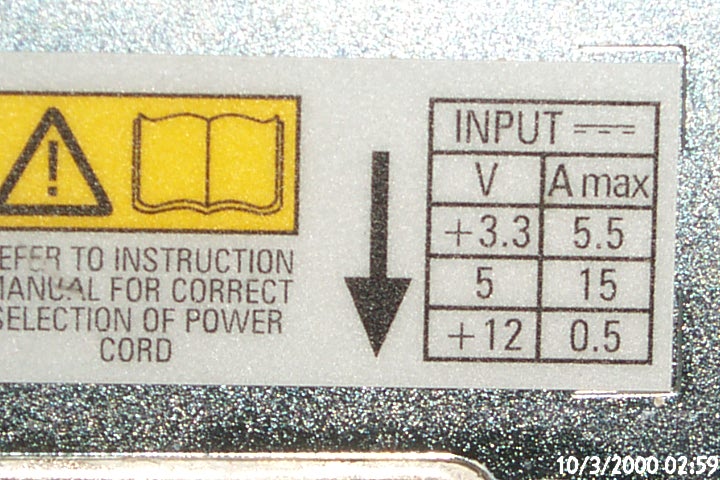 INPUT
V A max
+3.3 5.5
5 15
+12 0.5
EFER TO INSTRUCTION
MANUAL FOR CORRECT
SELECTION OF POWER
CORD
10/3/2000 02:59